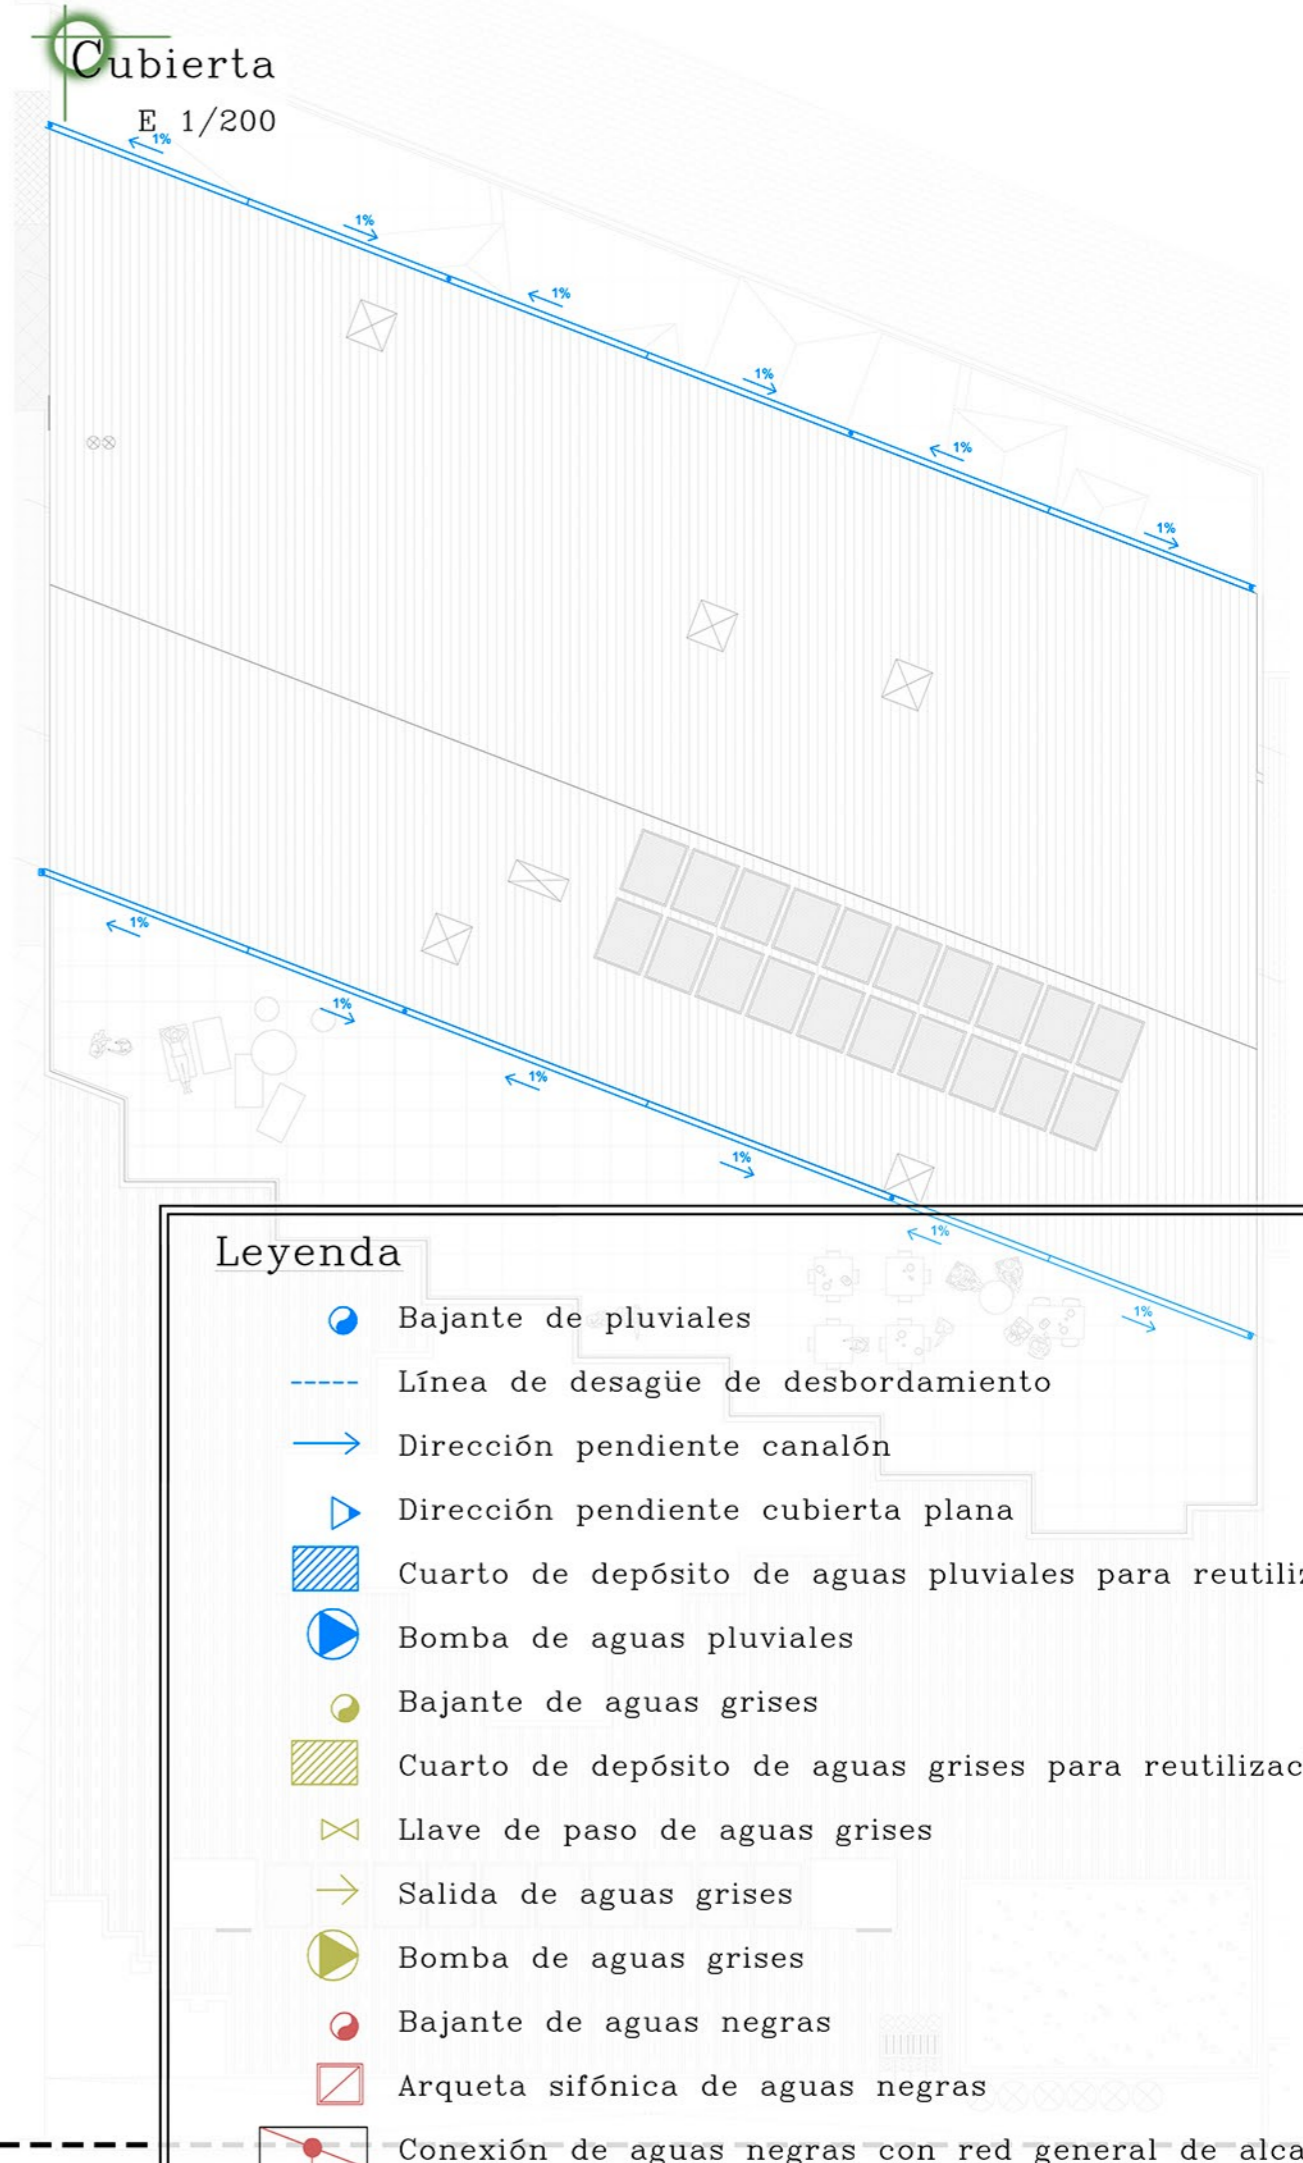 Cubierta
E 1/200
1%
1%
1%
1%
1%
1%
1%
1%
1%
1%
1%
1%
Leyenda
Bajante de pluviales
Línea de desagüe de desbordamiento
Dirección pendiente canalón
Dirección pendiente cubierta plana
Cuarto de depósito de aguas pluviales para
Bomba de aguas pluviales
Bajante de aguas grises
Cuarto de depósito de aguas grises para
Llave de paso de aguas grises
Salida de aguas grises
Bomba de aguas grises
Bajante de aguas negras
Arqueta sifónica de aguas negras
Conexión de aguas negras con red general de